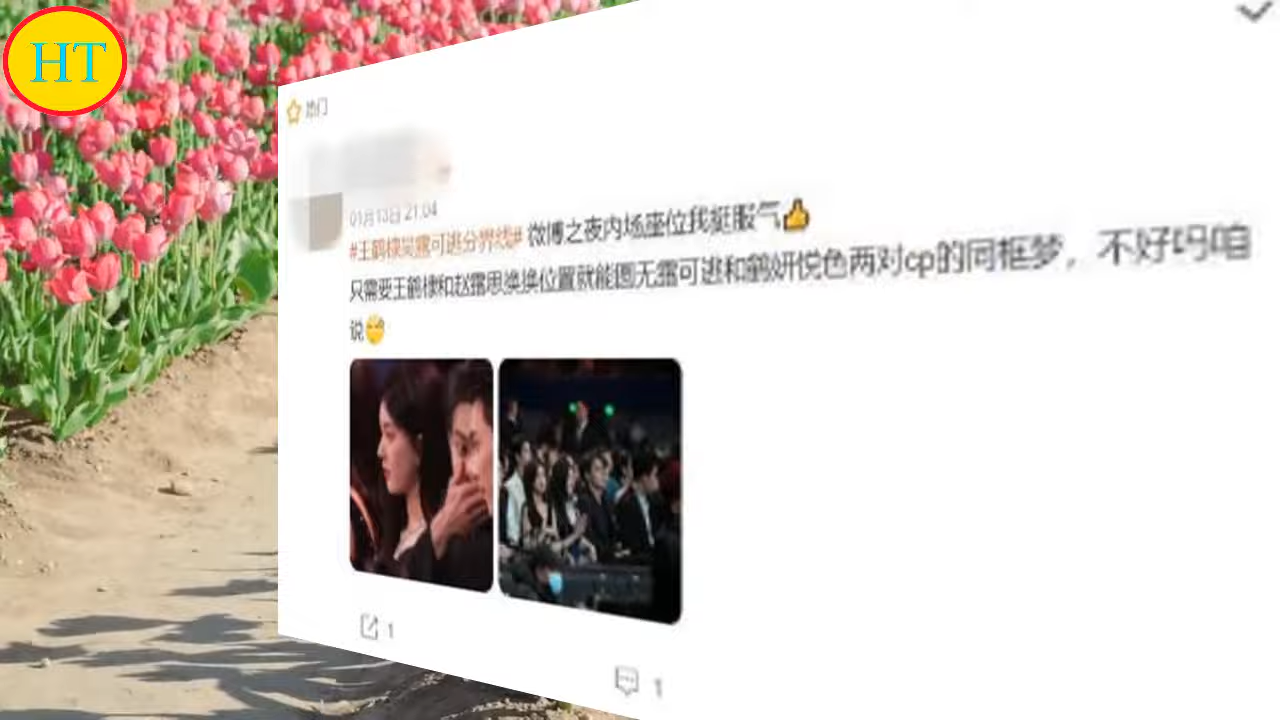 HT
热门
01月13日 21:04
#王鹤棣吴露可逃分界线# 微博之夜内场座位我挺服气
只需要王鹤棣和赵露思换换位置就能圆无露可逃和鹤妍悦色两对cp的同框梦，不好吗咱
说
1
1